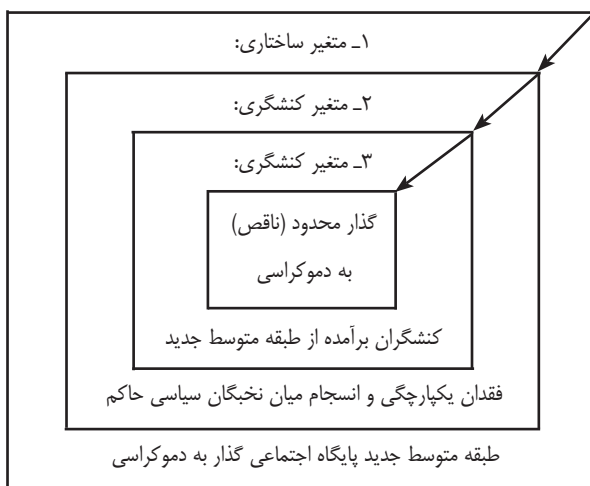 ۱ـ متغیر ساختاری:
۲ـ متغیر کنشگری:
۳ـ متغیر کنشگری:
گذار محدود (ناقص)
به دموکراسی
کنشگران برآمده از طبقه متوسط جدید
فقدان یکپارچگی و انسجام میان نخبگان سیاسی حاکم
طبقه متوسط جدید پایگاه اجتماعی گذار به دموکراسی